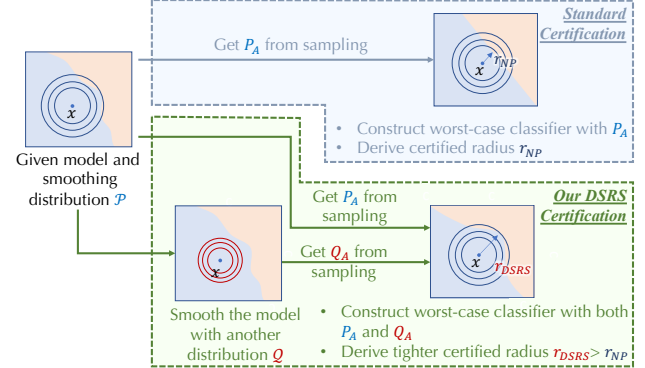 Standard
Certification
Get P_A from sampling
r_NP
x
x
• Construct worst-case classifier with P_A
• Derive certified radius r_NP
Given model and
smoothing
distribution 𝒫
Get P_A from
sampling
Our DSRS
Certification
Get Q_A from
sampling
x
x
r_DSRS
Smooth the model
with another
distribution 𝒬
• Construct worst-case classifier with both
P_A and Q_A
• Derive tighter certified radius r_DSRS> r_NP